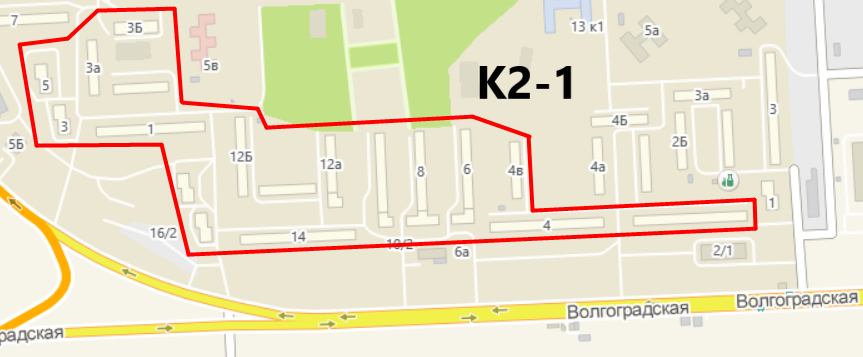 7
3Б
13 к1
5а
3а
5в
5
К2-1
3а
3
3
1
4Б
5Б
12Б
12а
8
6
4в
4а
2Б
1
16/2
14
10/2
4
6а
2/1
Волгоградская
Волгоградская
радская